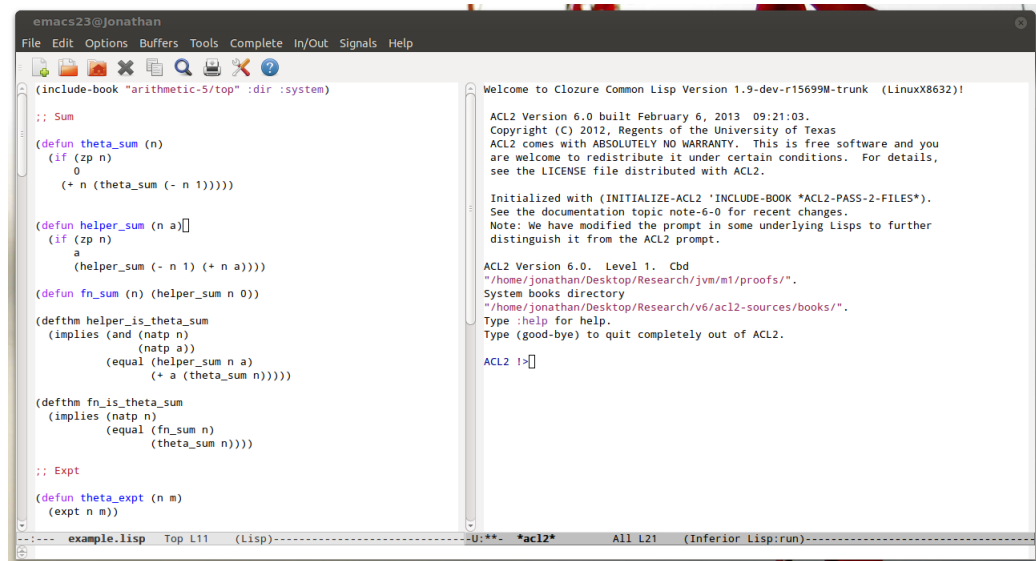 emacs23@Jonathan
File Edit Options Buffers Tools Complete In/Out Signals Help
(include-book "arithmetic-5/top" :dir :system)
;; Sum
(defun theta_sum (n)
(if (zp n)
0
(+ n (theta_sum (- n 1)))))
(defun helper_sum (n a)
(if (zp n)
a
(helper_sum (- n 1) (+ n a))))
(defun fn_sum (n) (helper_sum n 0))
(defthm helper_is_theta_sum
(implies (and (natp n)
(natp a))
(equal (helper_sum n a)
(+ a (theta_sum n)))))
(defthm fn_is_theta_sum
(implies (natp n)
(equal (fn_sum n)
(theta_sum n))))
;; Expt
(defun theta_expt (n m)
(expt n m))
--:--- example.lisp Top L11 (Lisp)------------------------------
Welcome to Clozure Common Lisp Version 1.9-dev-r15699M-trunk (LinuxX8632)!
ACL2 Version 6.0 built February 6, 2013 09:21:03.
Copyright (C) 2012, Regents of the University of Texas
ACL2 comes with ABSOLUTELY NO WARRANTY. This is free software and you
are welcome to redistribute it under certain conditions. For details,
see the LICENSE file distributed with ACL2.
Initialized with (INITIALIZE-ACL2 'INCLUDE-BOOK *ACL2-PASS-2-FILES*).
See the documentation topic note-6-0 for recent changes.
Note: We have modified the prompt in some underlying Lisps to further
distinguish it from the ACL2 prompt.
ACL2 Version 6.0. Level 1. Cbd
"/home/jonathan/Desktop/Research/jvm/m1/proofs/".
System books directory
"/home/jonathan/Desktop/Research/v6/acl2-sources/books/".
Type :help for help.
Type (good-bye) to quit completely out of ACL2.
ACL2 !>
-U:**- *acl2* All L21 (Inferior Lisp:run)------------------------------------